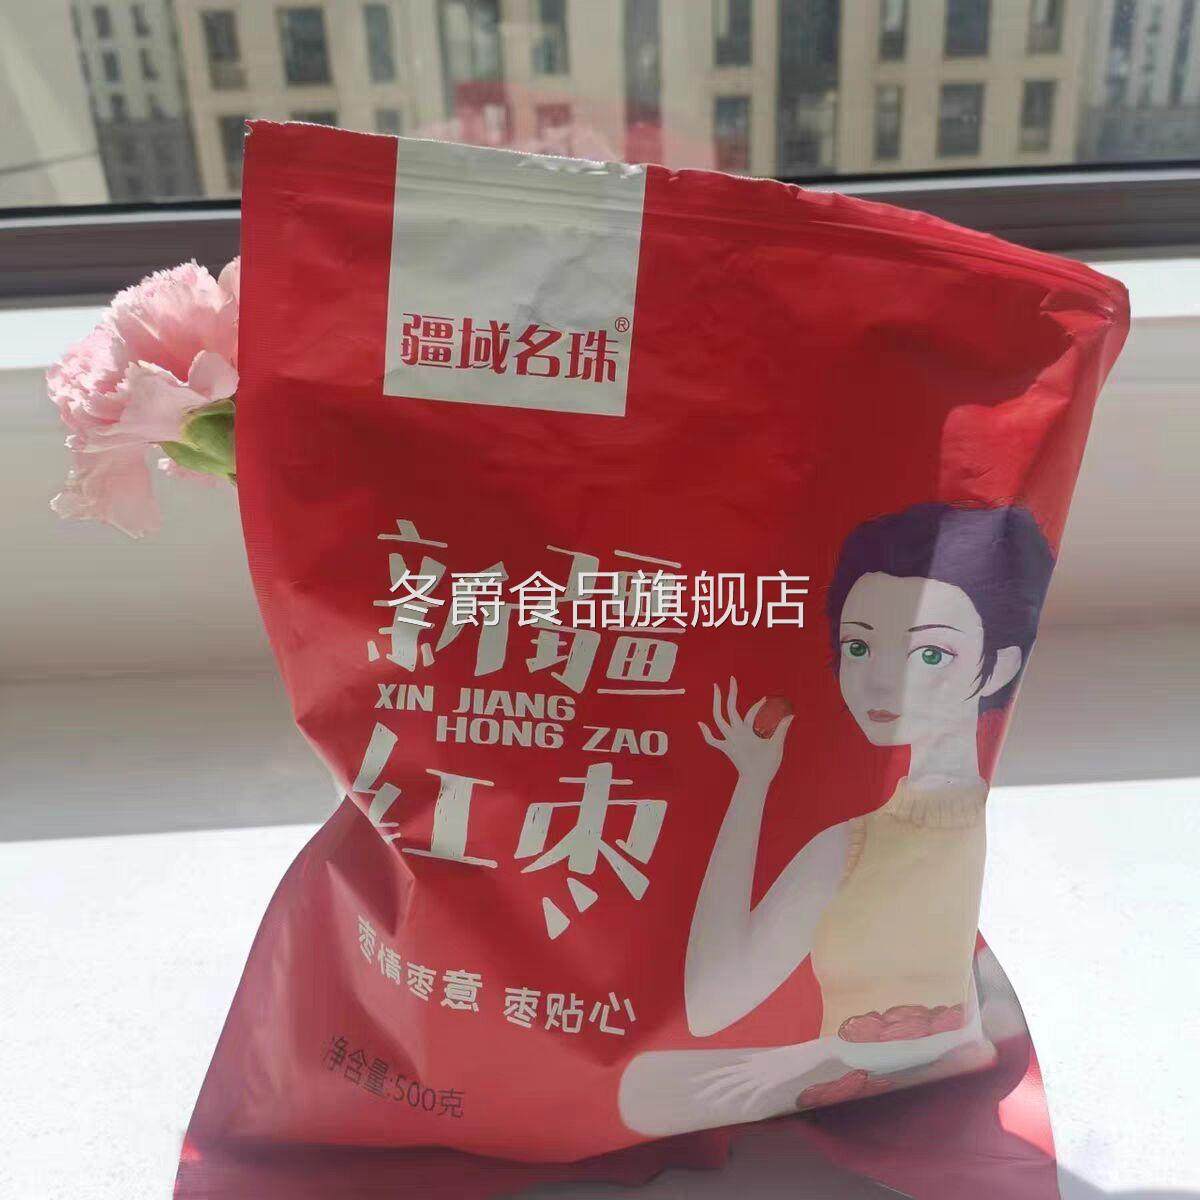 疆域名珠®
新疆
冬爵食品旗舰店
XIN JIANG
HONG ZAO
红枣
枣情枣意 枣贴心
净含量:500克